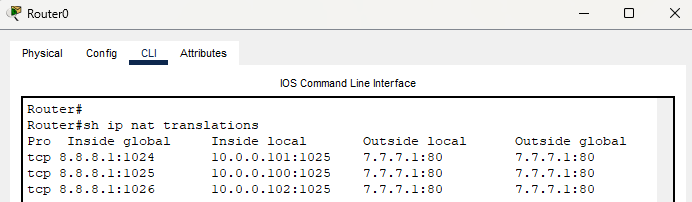 Router0
Physical Config CLI Attributes
IOS Command Line Interface
Router#
Router#sh ip nat translations
Pro  Inside global     Inside local       Outside local      Outside global
tcp 8.8.8.1:1024       10.0.0.101:1025    7.7.7.1:80         7.7.7.1:80
tcp 8.8.8.1:1025       10.0.0.100:1025    7.7.7.1:80         7.7.7.1:80
tcp 8.8.8.1:1026       10.0.0.102:1025    7.7.7.1:80         7.7.7.1:80